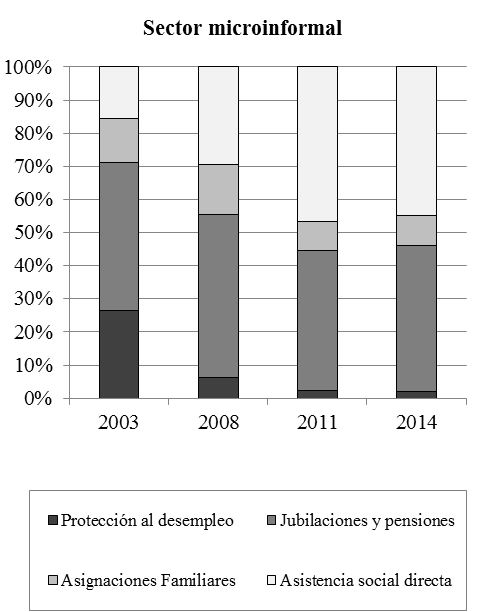 Sector microinformal
100%
90%
80%
70%
60%
50%
40%
30%
20%
10%
0%
2003 2008 2011 2014
Protección al desempleo Jubilaciones y pensiones
Asignaciones Familiares Asistencia social directa